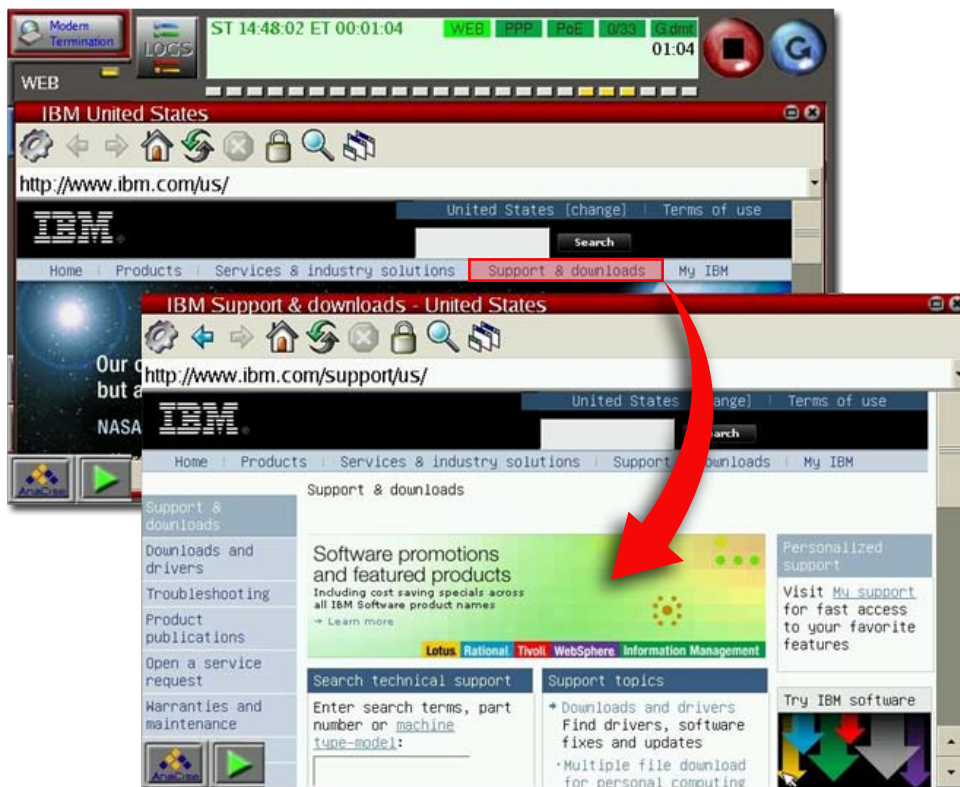 Modem
Termination
LOGS
ST 14:48:02 ET 00:01:04
WEB PPP PoE 0/33 G.dmt
01:04
WEB
IBM United States
http://www.ibm.com/us/
United States [change] | Terms of use
IBM®
Search
Home | Products | Services & industry solutions | Support & downloads | My IBM
Our
but a
NASA
AnaCise
IBM Support & downloads - United States
http://www.ibm.com/support/us/
United States ange] | Terms of use
IBM®
arch
Home | Products | Services & industry solutions | Support ownloads | My IBM
Support & downloads
Support &
downloads
Downloads and
drivers
Troubleshooting
Product
publications
Open a service
request
Warranties and
maintenance
AnaCise
Software promotions
and featured products
Including cost saving specials across
all IBM Software product names
→ Learn more
Lotus. Rational. Tivoli. WebSphere. Information Management
Search technical support
Enter search terms, part
number or machine
type-model:
Support topics
Downloads and drivers
Find drivers, software
fixes and updates
·Multiple file download
for personal computing
Personalized
support
Visit My support
for fast access
to your favorite
features
Try IBM software